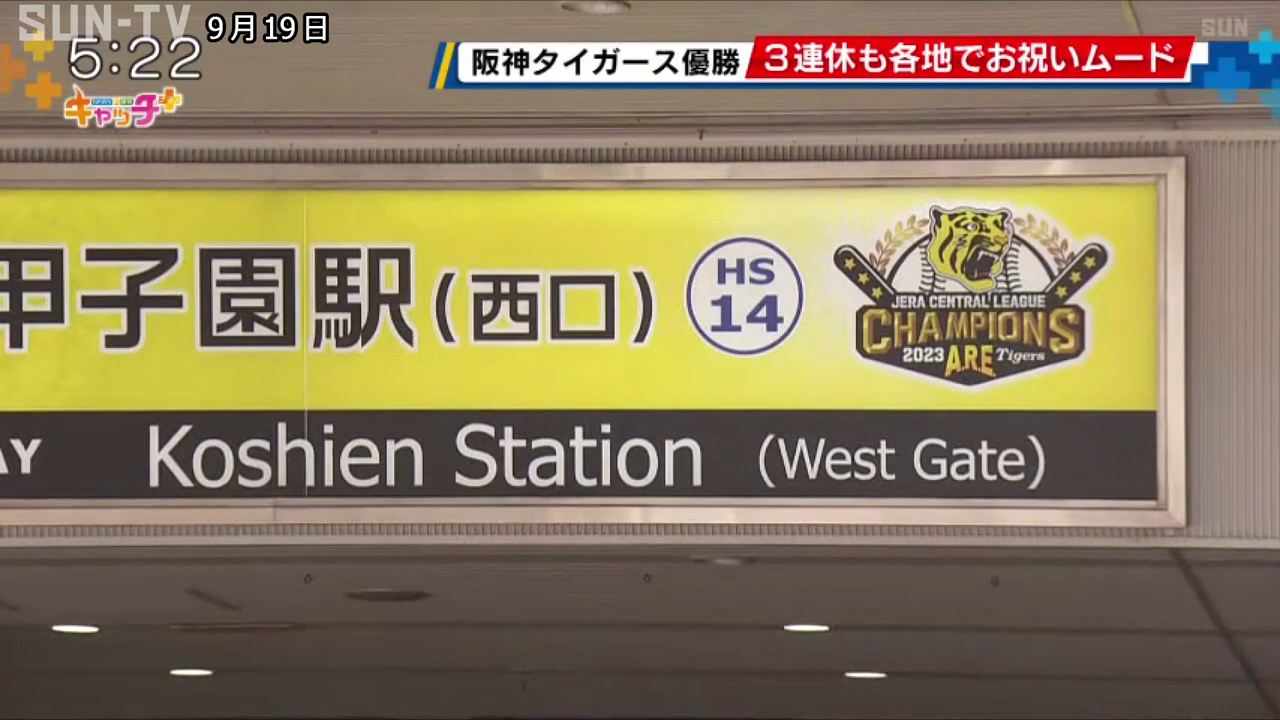 SUN-TV
9月19日
SUN
5:22
キャッチ+
阪神タイガース優勝
3連休も各地でお祝いムード
甲子園駅(西口)
HS
14
JERA CENTRAL LEAGUE
CHAMPIONS
2023 A.R.E. Tigers
AY Koshien Station (West Gate)